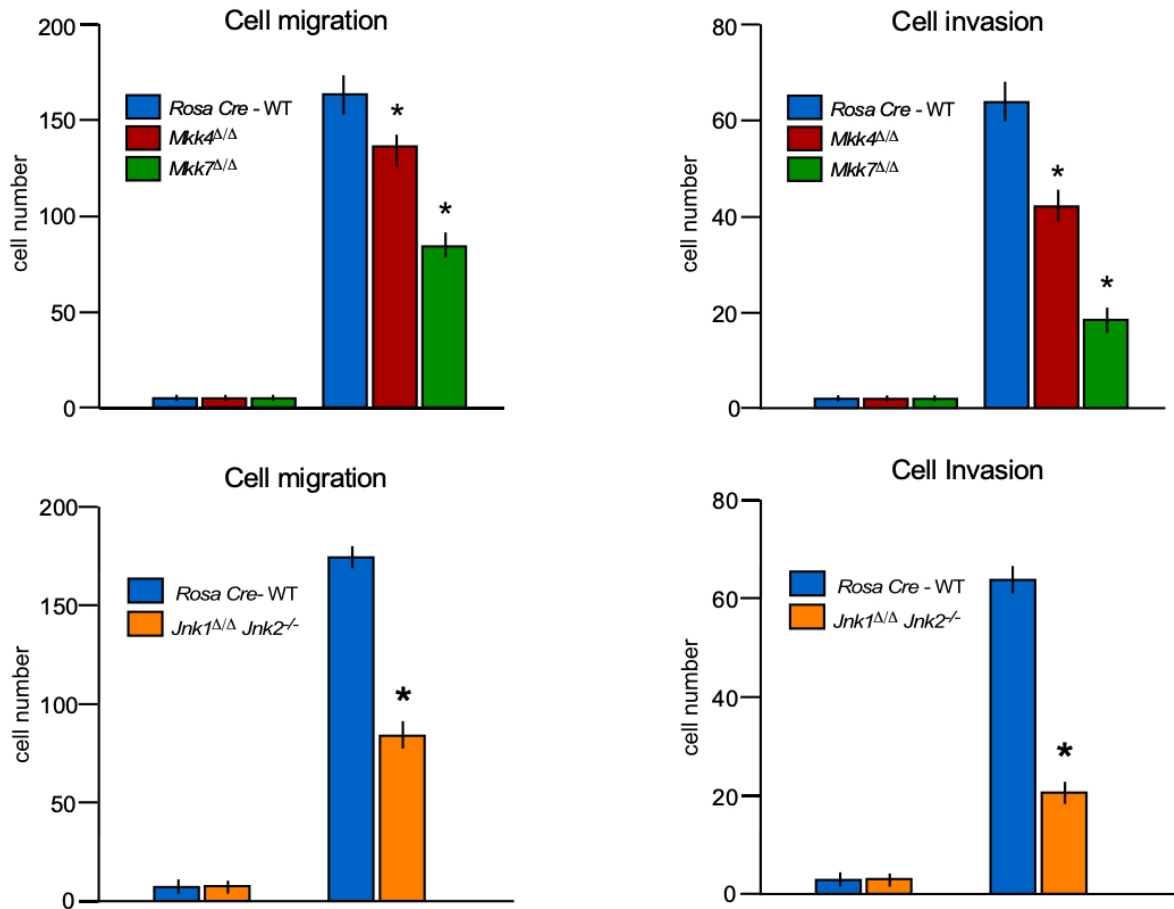 Cell migration
200
150
100
50
0
cell number
Rosa Cre - WT
Mkk4Δ/Δ
Mkk7Δ/Δ
*
*
Cell invasion
80
60
40
20
0
cell number
Rosa Cre - WT
Mkk4Δ/Δ
Mkk7Δ/Δ
*
*
Cell migration
200
150
100
50
0
cell number
Rosa Cre- WT
Jnk1Δ/Δ Jnk2-/-
*
Cell Invasion
80
60
40
20
0
cell number
Rosa Cre - WT
Jnk1Δ/Δ Jnk2-/-
*